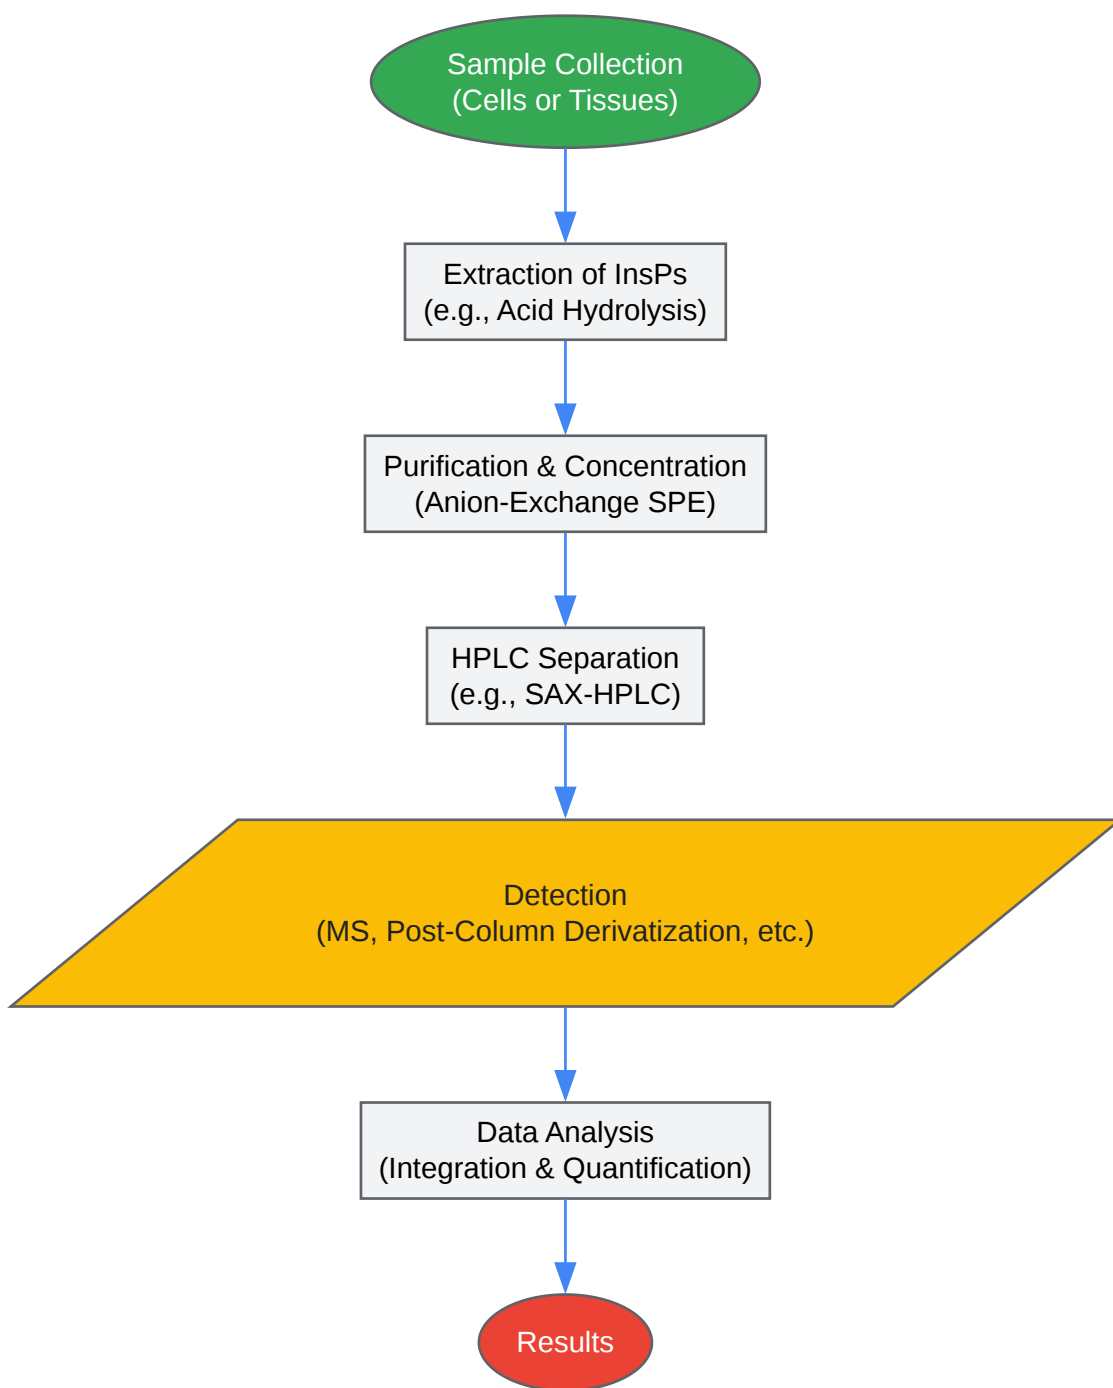 Sample Collection
(Cells or Tissues)
Extraction of InsPs
(e.g., Acid Hydrolysis)
Purification & Concentration
(Anion-Exchange SPE)
HPLC Separation
(e.g., SAX-HPLC)
Detection
(MS, Post-Column Derivatization, etc.)
Data Analysis
(Integration & Quantification)
Results